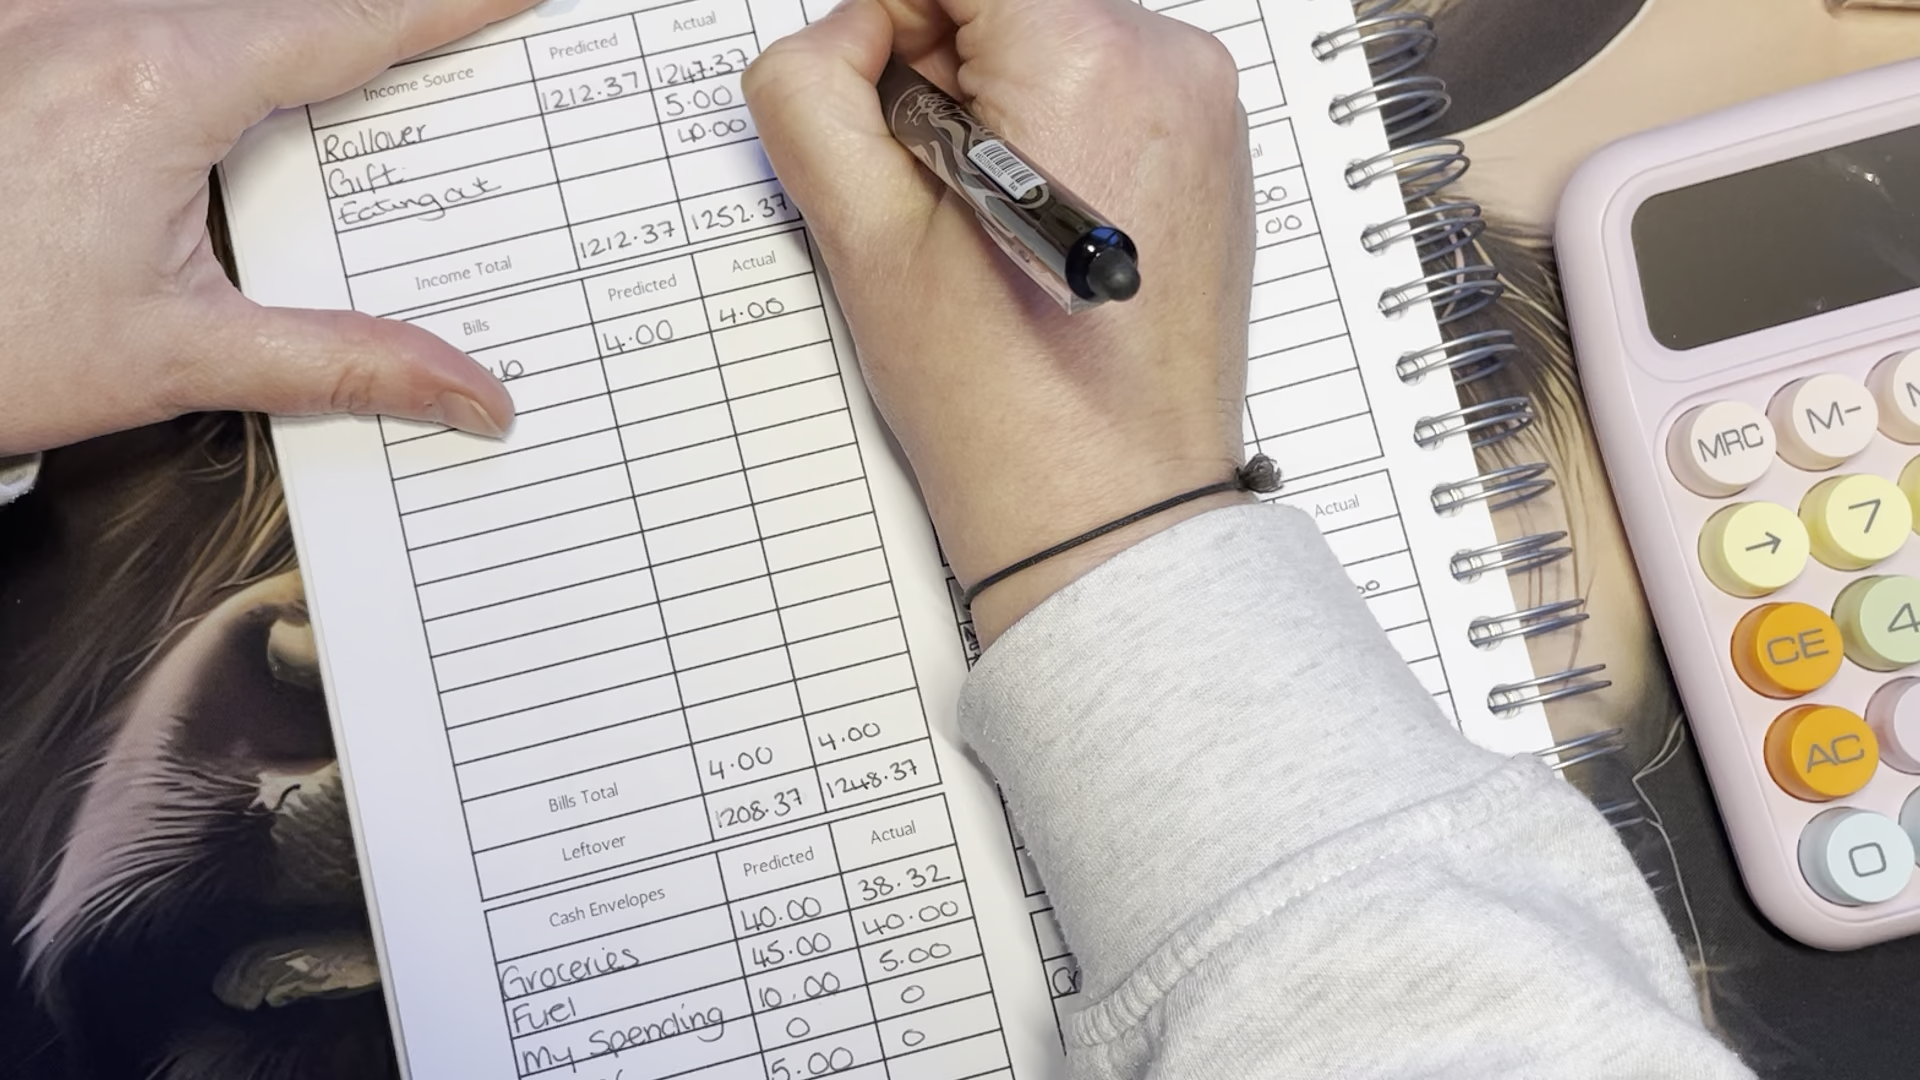 Income Source Predicted Actual
Rollover 1212.37 1247.37
Gift 5.00
Eating out 40.00
Income Total 1212.37 1252.37
Bills Predicted Actual
4.00 4.00
Bills Total 4.00 4.00
Leftover 1208.37 1248.37
Cash Envelopes Predicted Actual
Groceries 40.00 38.32
Fuel 45.00 40.00
My Spending 10.00 5.00
0 0
5.00 0
Actual
MRC M-
→ 7
CE 4
AC
0